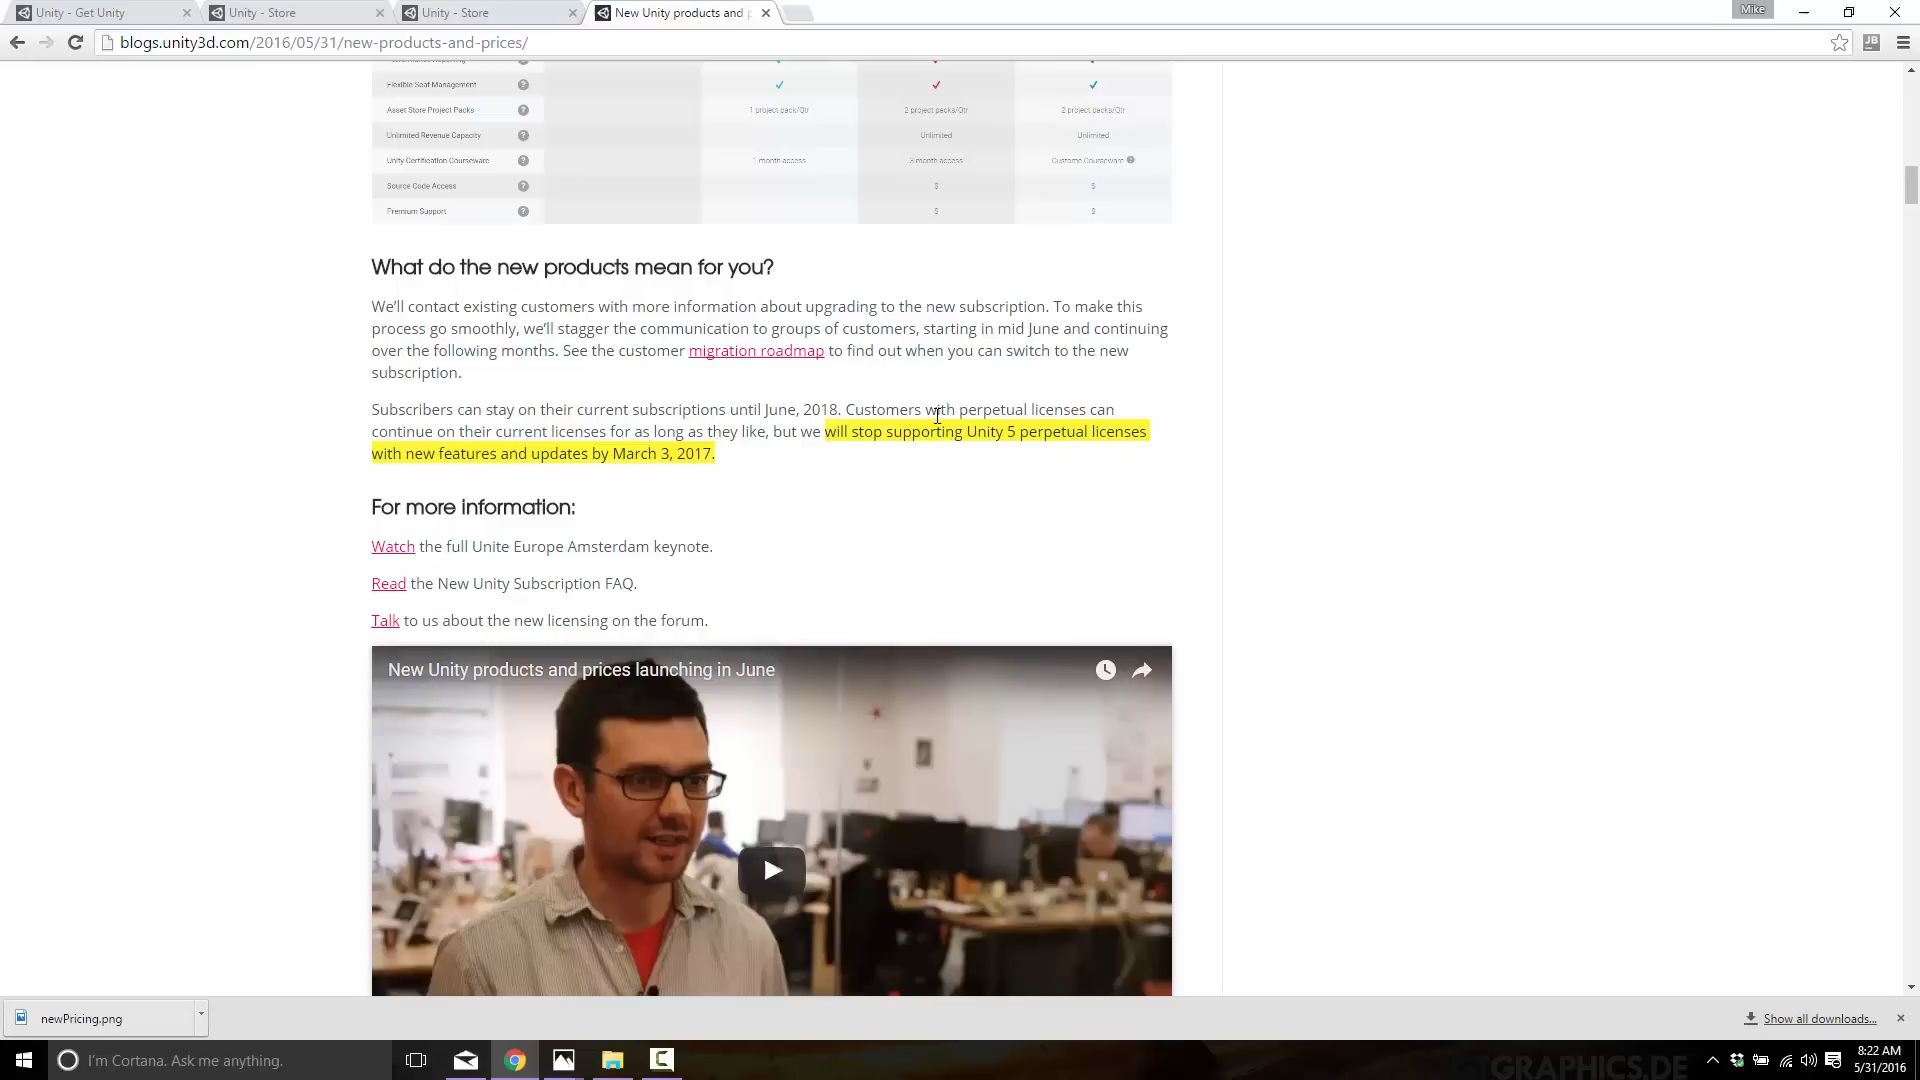 Unity - Get Unity
Unity - Store
Unity - Store
New Unity products and p
Mike
blogs.unity3d.com/2016/05/31/new-products-and-prices/
JB
Flexible Seat Management ?
Asset Store Project Packs ? 1 project pack/Qtr 2 project packs/Qtr 2 project packs/Qtr
Unlimited Revenue Capacity ? Unlimited Unlimited
Unity Certification Courseware ? 1 month access 3 month access Custome Courseware ?
Source Code Access ? $ $
Premium Support ? $ $
What do the new products mean for you?
We'll contact existing customers with more information about upgrading to the new subscription. To make this
process go smoothly, we'll stagger the communication to groups of customers, starting in mid June and continuing
over the following months. See the customer migration roadmap to find out when you can switch to the new
subscription.
Subscribers can stay on their current subscriptions until June, 2018. Customers with perpetual licenses can
continue on their current licenses for as long as they like, but we will stop supporting Unity 5 perpetual licenses
with new features and updates by March 3, 2017.
For more information:
Watch the full Unite Europe Amsterdam keynote.
Read the New Unity Subscription FAQ.
Talk to us about the new licensing on the forum.
New Unity products and prices launching in June
newPricing.png
Show all downloads...
I'm Cortana. Ask me anything.
GRAPHICS.DE
8:22 AM
5/31/2016